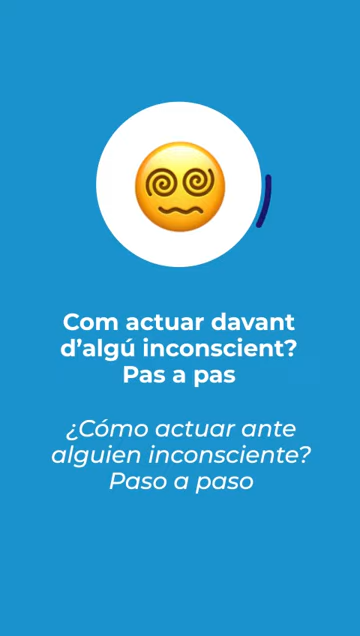 Com actuar davant
d’algú inconscient?
Pas a pas
¿Cómo actuar ante
alguien inconsciente?
Paso a paso